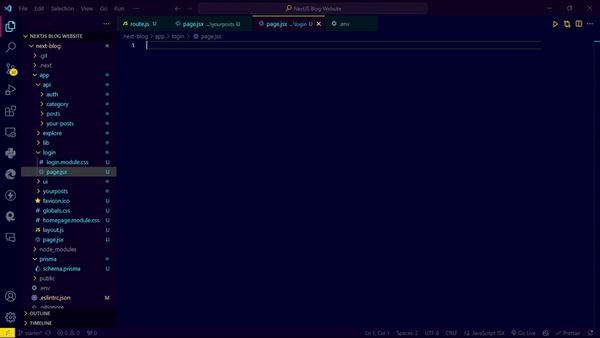 File Edit Selection View Go Run ··· NextJS Blog Website
EXPLORER ···
JS route.js U
page.jsx ...\yourposts U
page.jsx ...\login U
.env
NEXTJS BLOG WEBSITE
next-blog > app > login > page.jsx
1
next-blog
.git
.next
app
api
auth
category
posts
your-posts
explore
lib
login
# login.module.css U
page.jsx U
ui
yourposts
favicon.ico U
# globals.css U
# homepage.module.css U
JS layout.js U
page.jsx U
node_modules
prisma
schema.prisma U
public
.env
.eslintrc.json M
.gitignore
OUTLINE
TIMELINE
starter* 0 0 0 Ln 1, Col 1 Spaces: 2 UTF-8 CRLF JavaScript JSX Go Live Prettier